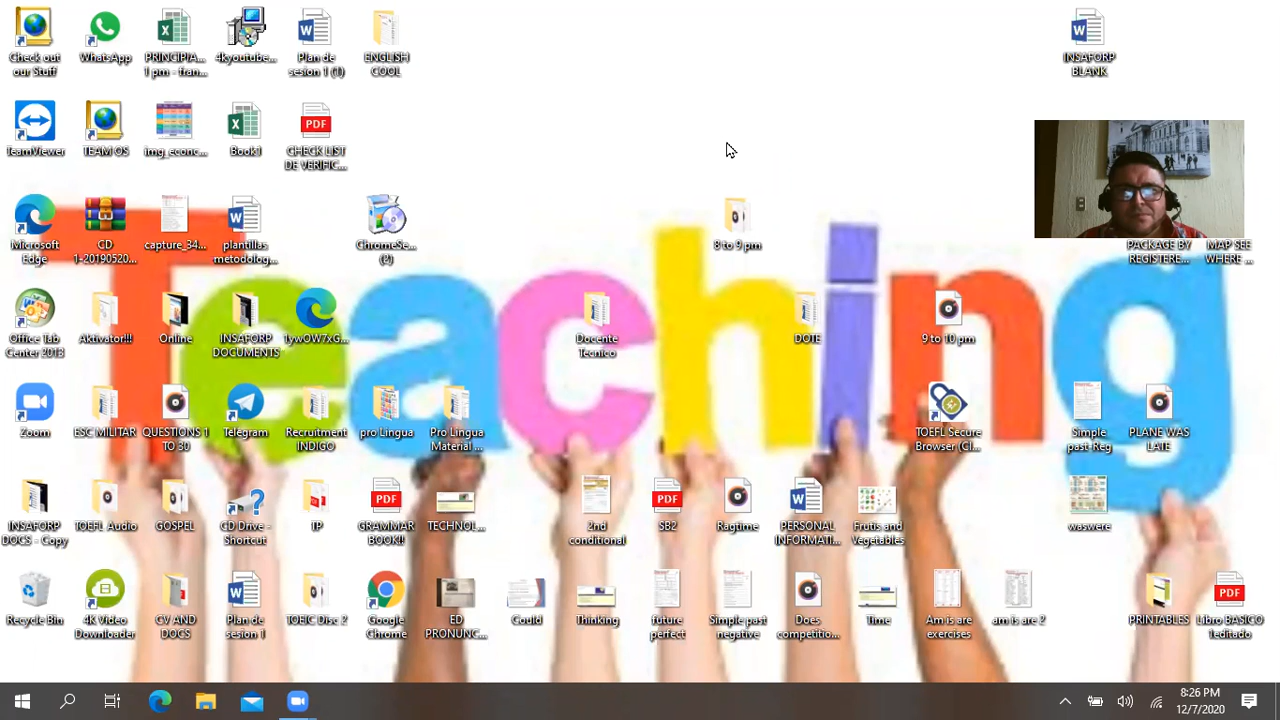 Check out
our Stuff
WhatsApp
PRINCIPIA...
1 pm - fran...
4kyoutube...
Plan de
sesion 1 (1)
ENGLISH
COOL
INSAFORP
BLANK
TeamViewer
TEAM OS
img_econc...
Book1
PDF
CHECK LIST
DE VERIFIC...
Microsoft
Edge
CD
1-20190520...
capture_34...
plantillas
metodolog...
ChromeSe...
(2)
8 to 9 pm
PACKAGE BY
REGISTERE...
MAP SEE
WHERE ...
Teaching
Office Tab
Center 2013
Aktivator!!!
Online
INSAFORP
DOCUMENTS
1ywOW7xG...
Docente
Tecnico
DOTE
9 to 10 pm
Zoom
ESC MILITAR
QUESTIONS 1
TO 30
Telegram
Recruitment
INDIGO
pro Lingua
Pro Lingua
Material ...
TOEFL Secure
Browser (Cl...
Simple
past-Reg
PLANE WAS
LATE
INSAFORP
DOCS - Copy
TOEFL Audio
GOSPEL
CD Drive -
Shortcut
TP
PDF
GRAMMAR
BOOK!!
TECHNOL...
2nd
conditional
PDF
SB2
Ragtime
PERSONAL
INFORMATI...
Frutis and
Vegetables
waswere
Recycle Bin
4K Video
Downloader
CV AND
DOCS
Plan de
sesion 1
TOEIC Disc 2
Google
Chrome
ED
PRONUNC...
Could
Thinking
future
perfect
Simple past
negative
Does
competitio...
Time
Am is are
exercises
am is are 2
PRINTABLES
PDF
Libro BASICO
1editado
8:26 PM
12/7/2020